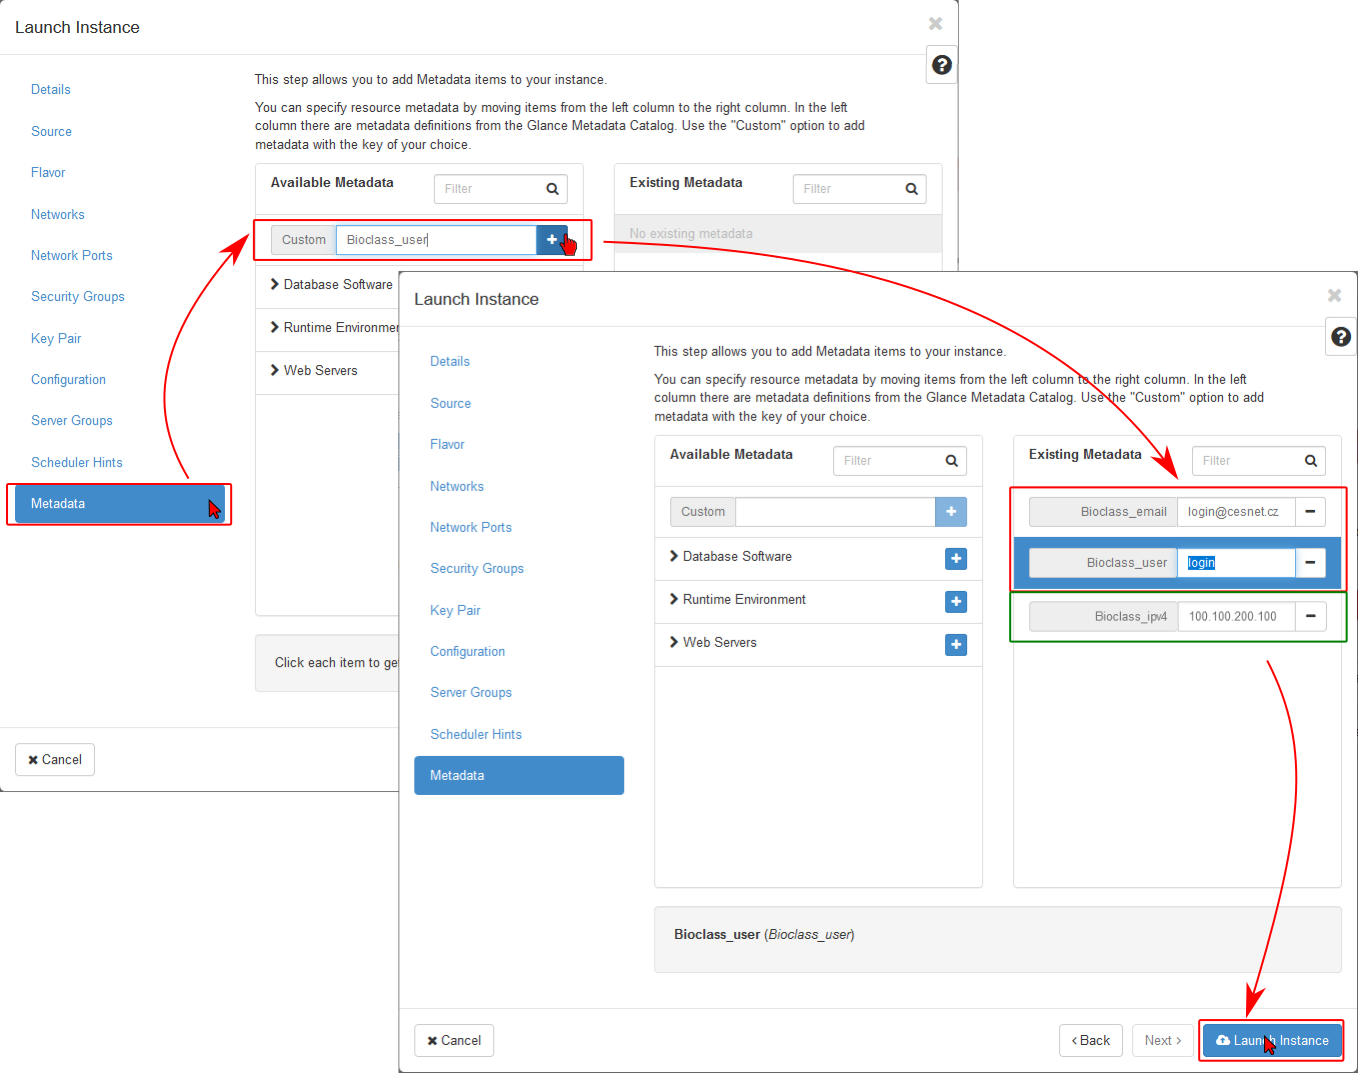 Launch Instance
Details
Source
Flavor
Networks
Network Ports
Security Groups
Key Pair
Configuration
Server Groups
Scheduler Hints
Metadata
This step allows you to add Metadata items to your instance.
You can specify resource metadata by moving items from the left column to the right column. In the left
column there are metadata definitions from the Glance Metadata Catalog. Use the "Custom" option to add
metadata with the key of your choice.
Available Metadata
Filter
Custom
Bioclass_user
Database Software
Runtime Environmen
Web Servers
Existing Metadata
Filter
No existing metadata
Click each item to ge
Cancel
Launch Instance
Details
Source
Flavor
Networks
Network Ports
Security Groups
Key Pair
Configuration
Server Groups
Scheduler Hints
Metadata
This step allows you to add Metadata items to your instance.
You can specify resource metadata by moving items from the left column to the right column. In the left
column there are metadata definitions from the Glance Metadata Catalog. Use the "Custom" option to add
metadata with the key of your choice.
Available Metadata
Filter
Custom
Database Software
Runtime Environment
Web Servers
Existing Metadata
Filter
Bioclass_email login@cesnet.cz
Bioclass_user login
Bioclass_ipv4 100.100.200.100
Bioclass_user (Bioclass_user)
Cancel
< Back
Next >
Launch Instance